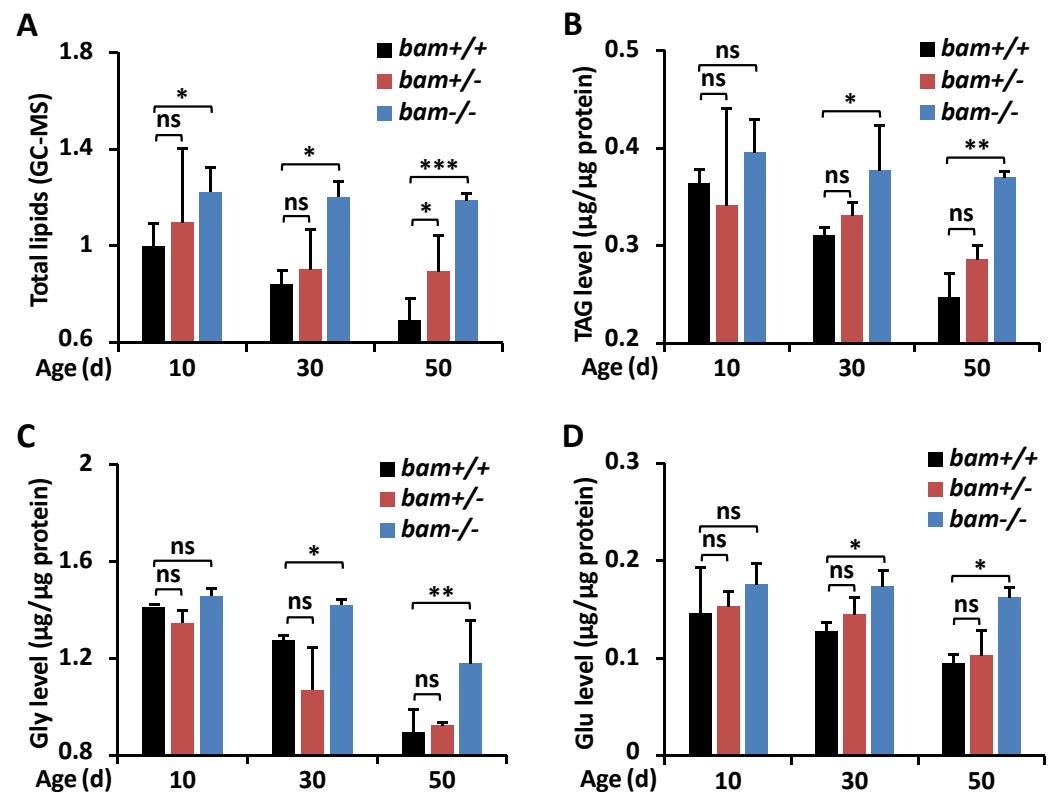 A
Total lipids (GC-MS)
1.8
1.4
1
0.6
bam+/+
bam+/-
bam-/-
*
ns
*
ns
***
*
Age (d)
10
30
50
B
TAG level (µg/µg protein)
0.5
0.4
0.3
0.2
bam+/+
bam+/-
bam-/-
ns
ns
*
ns
**
ns
Age (d)
10
30
50
C
Gly level (µg/µg protein)
2
1.6
1.2
0.8
bam+/+
bam+/-
bam-/-
ns
ns
*
ns
**
ns
Age (d)
10
30
50
D
Glu level (µg/µg protein)
0.3
0.2
0.1
0
bam+/+
bam+/-
bam-/-
ns
ns
*
ns
*
ns
Age (d)
10
30
50